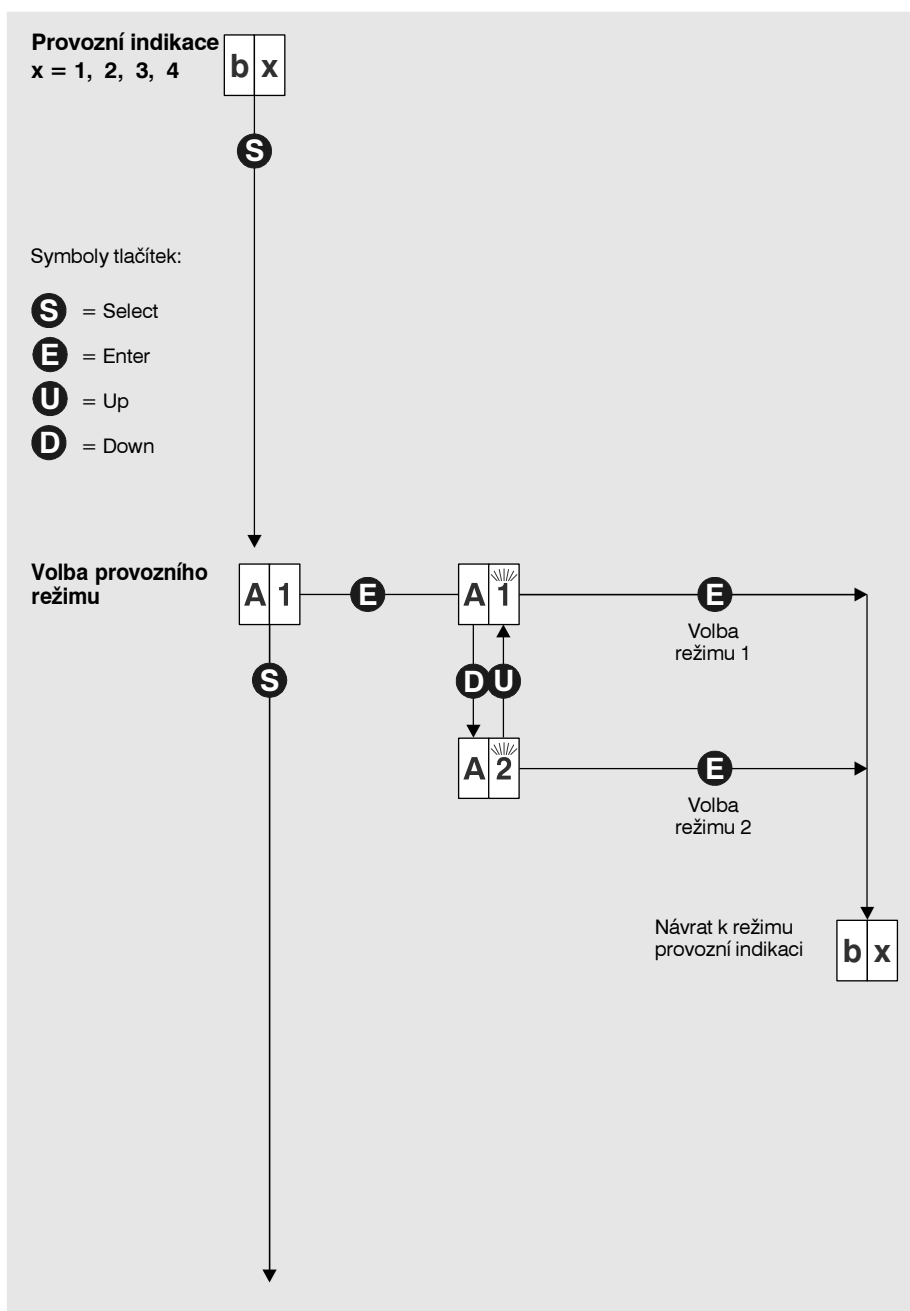 Provozní indikace
x = 1, 2, 3, 4
b x
S
Symboly tlačítek:
S = Select
E = Enter
U = Up
D = Down
Volba provozního
režimu
A 1 E A 1 E
Volba
režimu 1
S D U
A 2 E
Volba
režimu 2
Návrat k režimu
provozní indikaci
b x